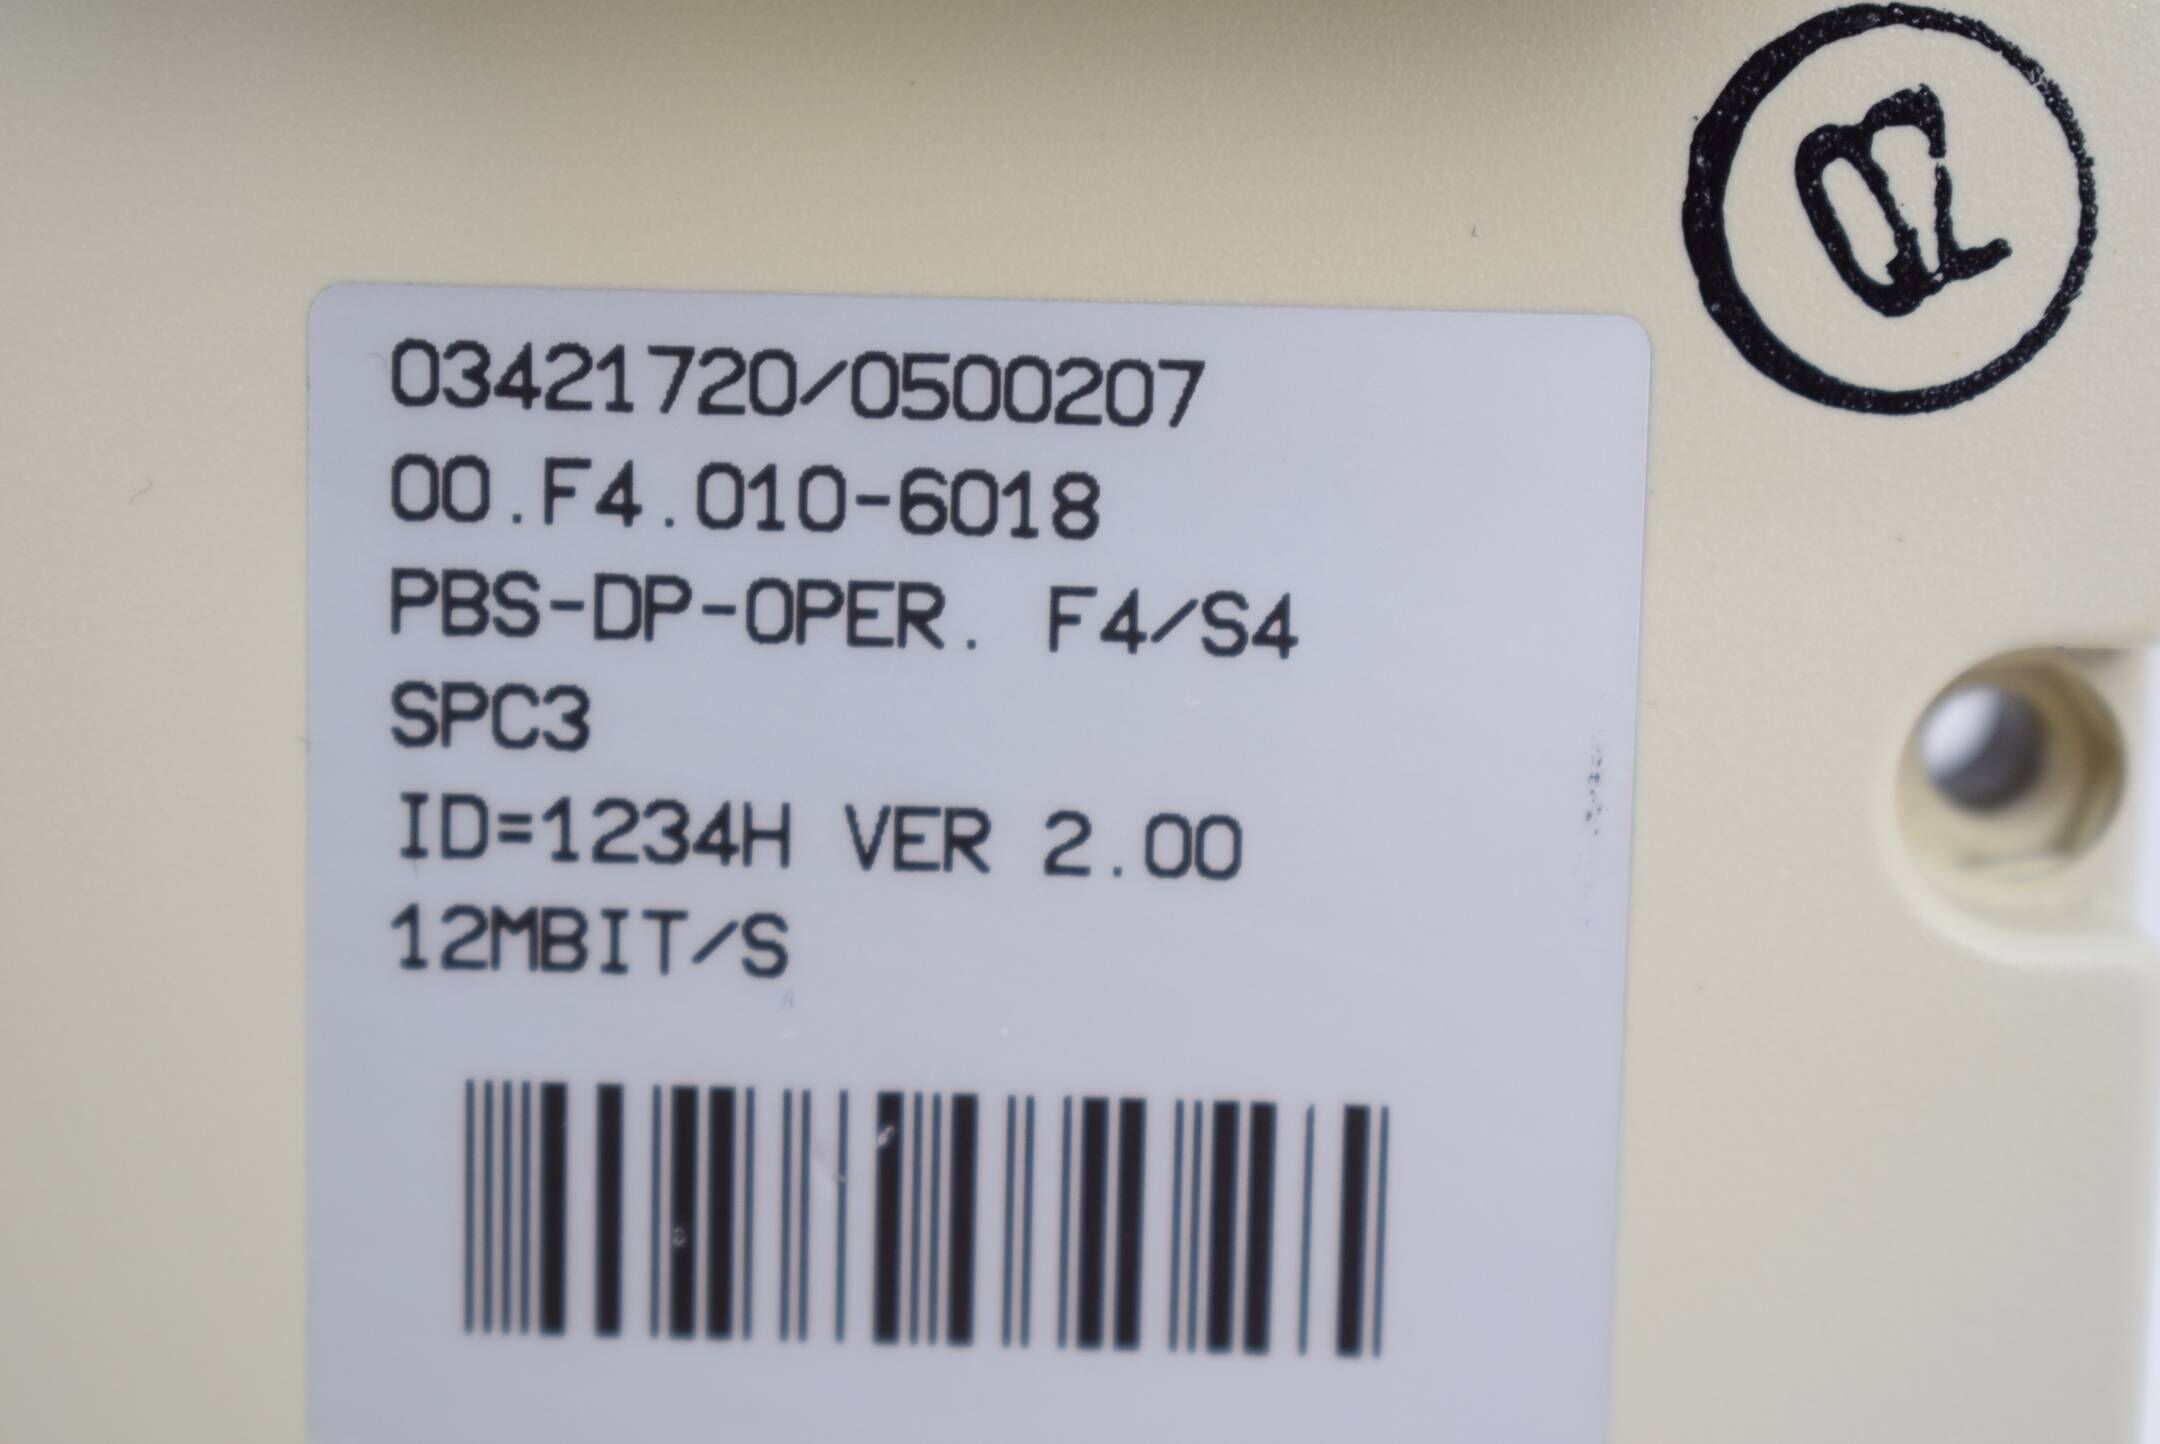 03421720/0500207
00.F4.010-6018
PBS-DP-OPER. F4/S4
SPC3
ID=1234H VER 2.00
12MBIT/S